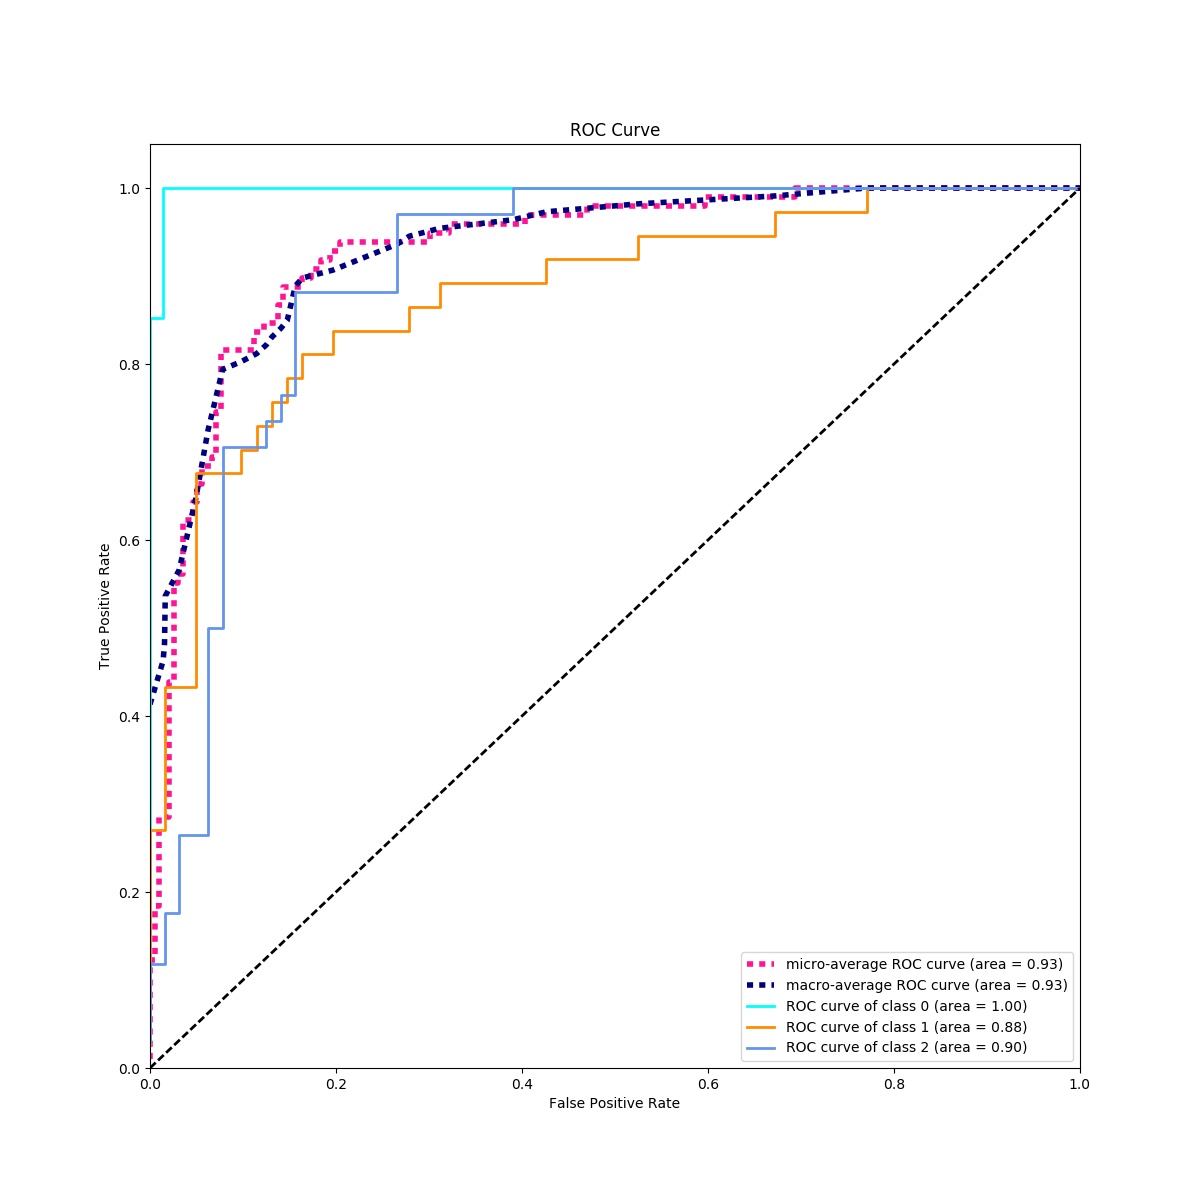 ROC Curve
1.0
0.8
0.6
0.4
0.2
0.0
True Positive Rate
0.0 0.2 0.4 0.6 0.8 1.0
False Positive Rate
micro-average ROC curve (area = 0.93)
macro-average ROC curve (area = 0.93)
ROC curve of class 0 (area = 1.00)
ROC curve of class 1 (area = 0.88)
ROC curve of class 2 (area = 0.90)